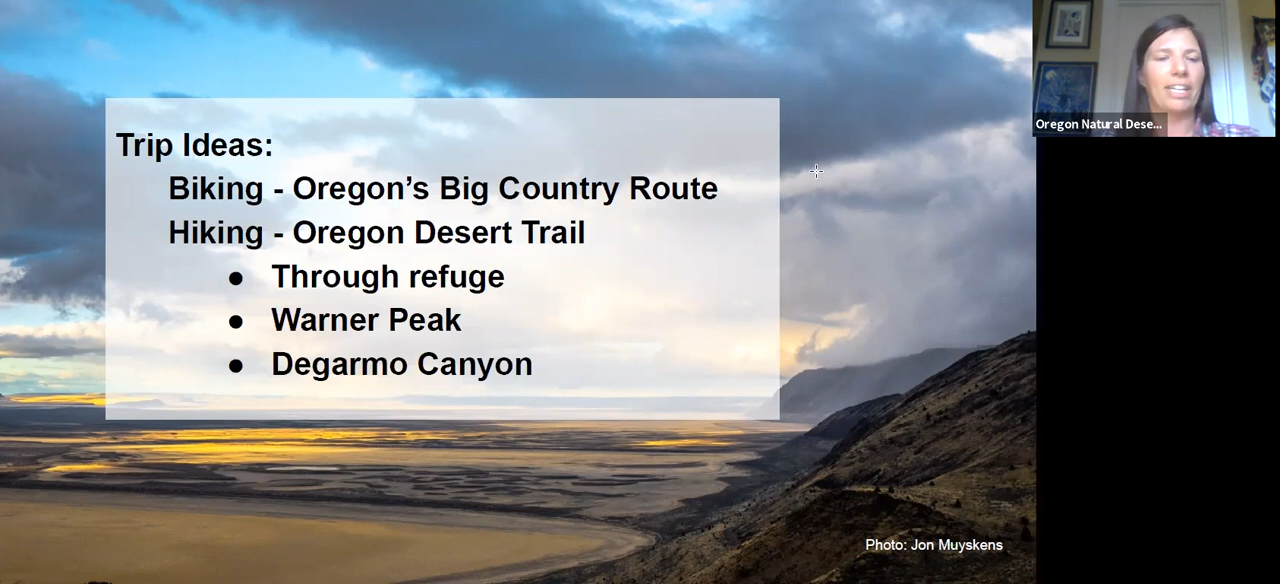 Trip Ideas:
Biking - Oregon's Big Country Route
Hiking - Oregon Desert Trail
● Through refuge
● Warner Peak
● Degarmo Canyon
Oregon Natural Dese...
Photo: Jon Muyskens